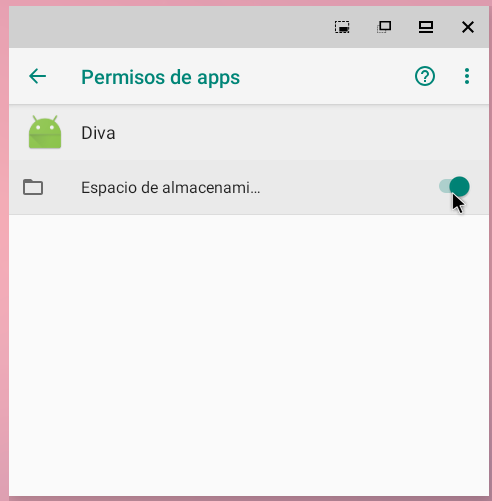 Permisos de apps
Diva
Espacio de almacenami…